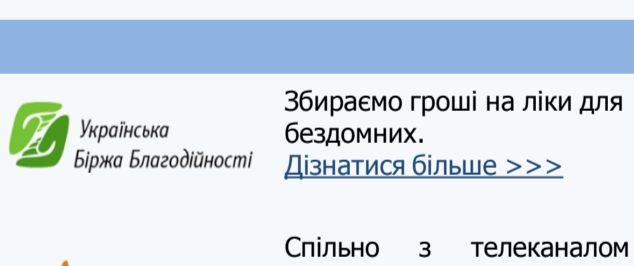 Українська
Біржа Благодійності
Збираємо гроші на ліки для
бездомних.
Дізнатися більше >>>
Спільно з телеканалом